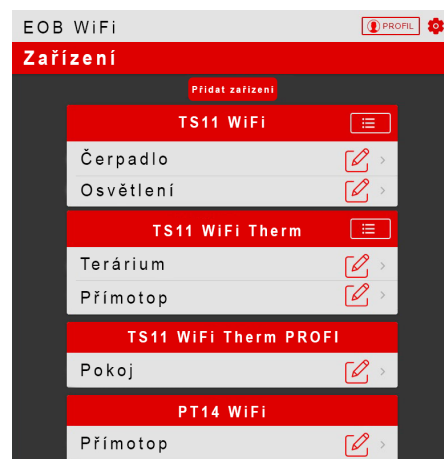 EOB WiFi
PROFIL
Zařízení
Přidat zařizeni
TS11 WiFi
Čerpadlo
Osvětlení
TS11 WiFi Therm
Terárium
Přímotop
TS11 WiFi Therm PROFI
Pokoj
PT14 WiFi
Přímotop